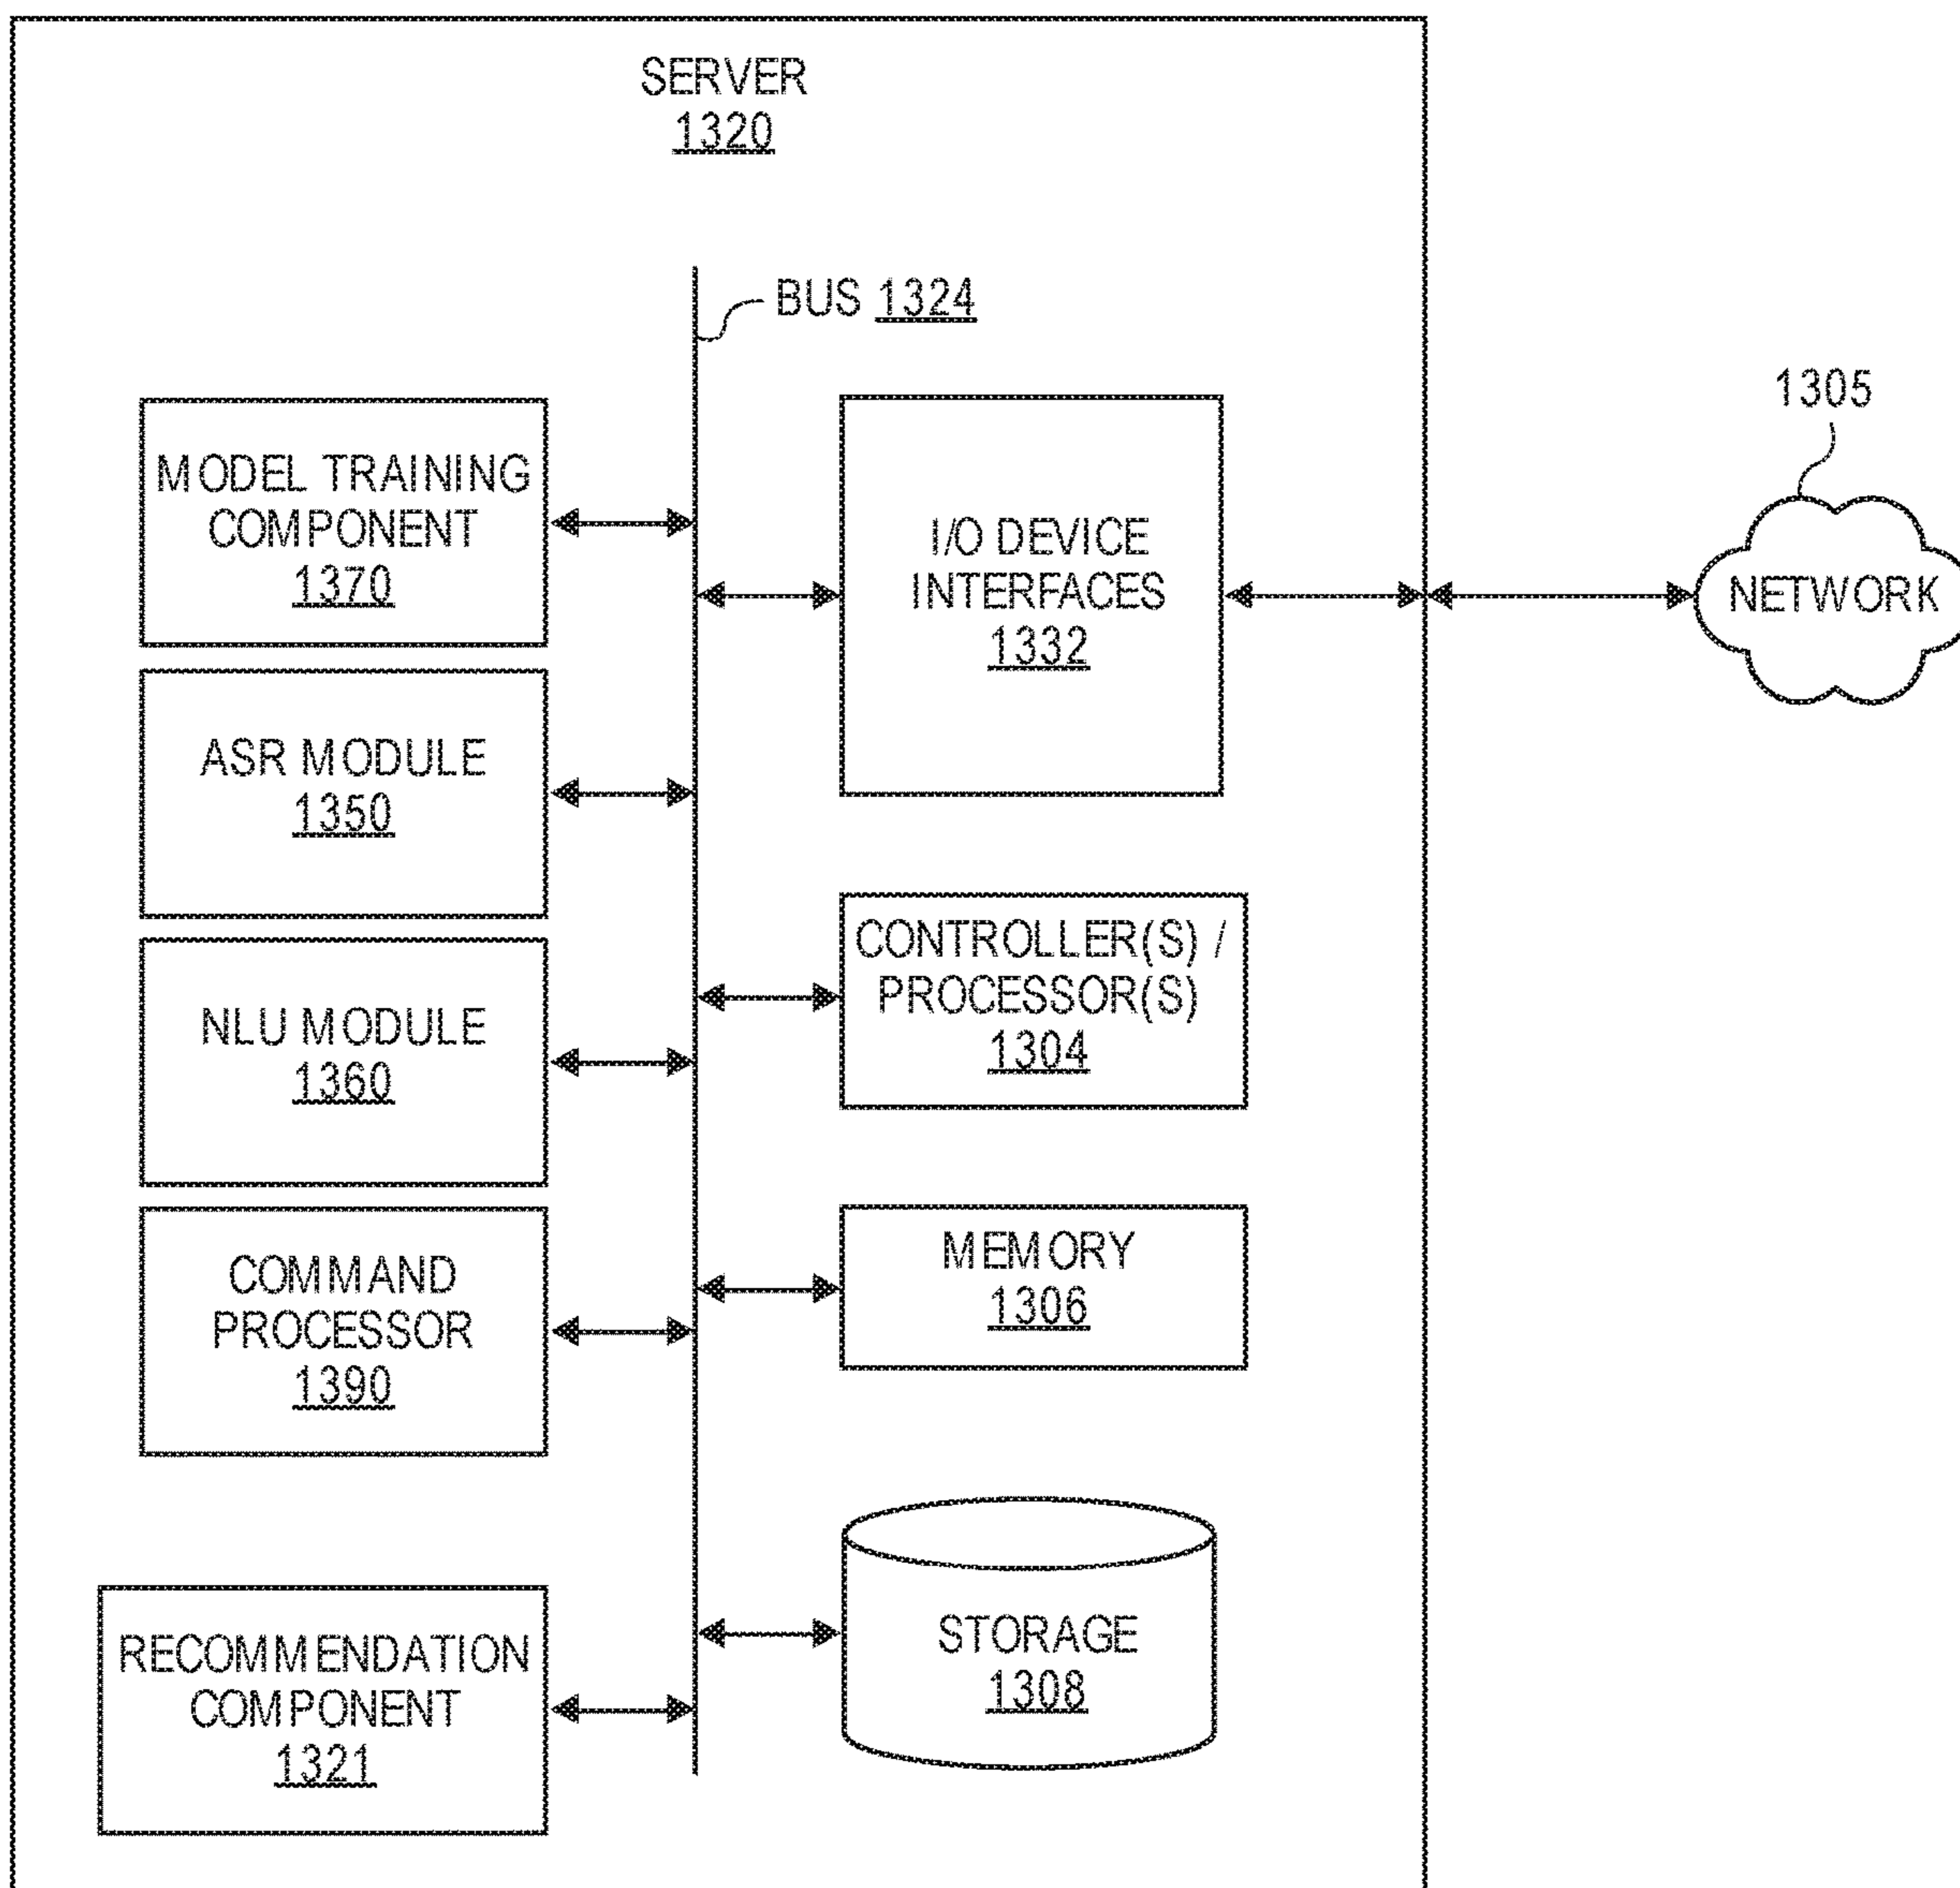 SERVER
1320
BUS 1324
MODEL TRAINING
COMPONENT
1370
ASR MODULE
1350
NLU MODULE
1360
COMMAND
PROCESSOR
1390
RECOMMENDATION
COMPONENT
1321
I/O DEVICE
INTERFACES
1332
CONTROLLER(S) /
PROCESSOR(S)
1304
MEMORY
1306
STORAGE
1308
1305
NETWORK